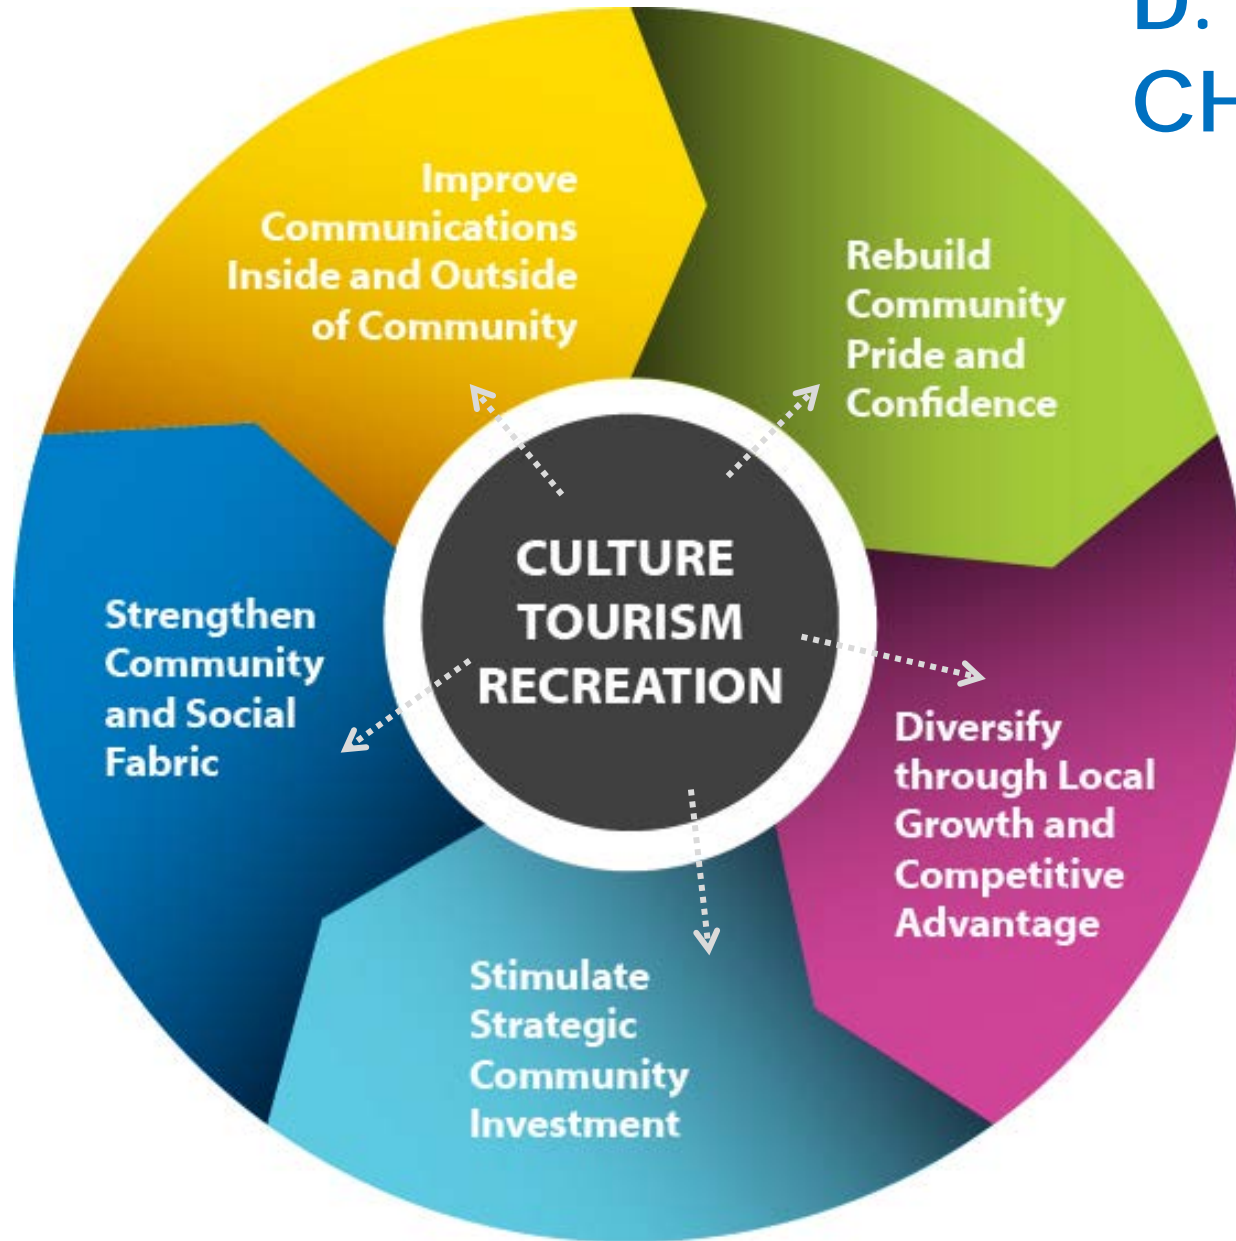 D.
CH
Improve
Communications
Inside and Outside
of Community
Rebuild
Community
Pride and
Confidence
CULTURE
TOURISM
RECREATION
Strengthen
Community
and Social
Fabric
Diversify
through Local
Growth and
Competitive
Advantage
Stimulate
Strategic
Community
Investment